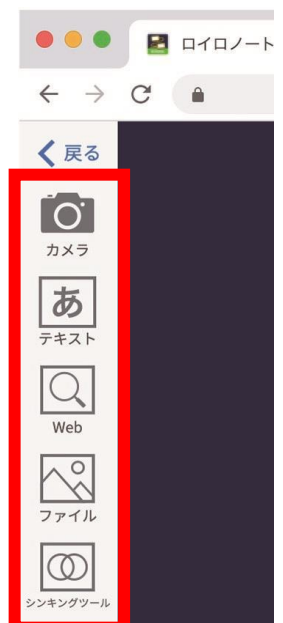 ロイロノート
戻る
カメラ
あ
テキスト
Web
ファイル
シンキングツール